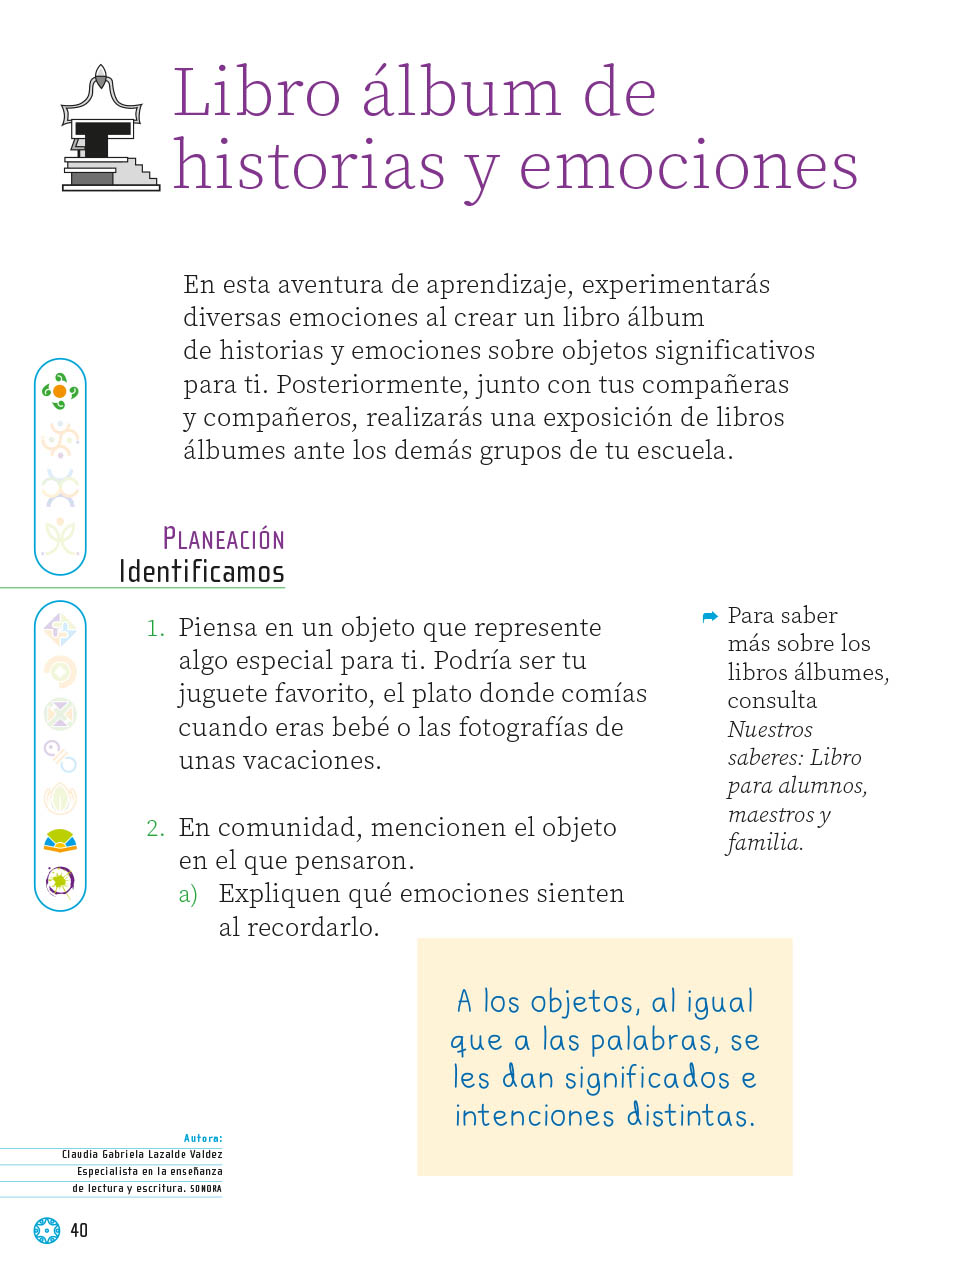 Libro álbum de
historias y emociones
En esta aventura de aprendizaje, experimentarás
diversas emociones al crear un libro álbum
de historias y emociones sobre objetos significativos
para ti. Posteriormente, junto con tus compañeras
y compañeros, realizarás una exposición de libros
álbumes ante los demás grupos de tu escuela.
PLANEACIÓN
Identificamos
1. Piensa en un objeto que represente
algo especial para ti. Podría ser tu
juguete favorito, el plato donde comías
cuando eras bebé o las fotografías de
unas vacaciones.
2. En comunidad, mencionen el objeto
en el que pensaron.
a) Expliquen qué emociones sienten
al recordarlo.
Para saber
más sobre los
libros álbumes,
consulta
Nuestros
saberes: Libro
para alumnos,
maestros y
familia.
A los objetos, al igual
que a las palabras, se
les dan significados e
intenciones distintas.
Autora:
Claudia Gabriela Lazalde Valdez
Especialista en la enseñanza
de lectura y escritura. SONORA
40